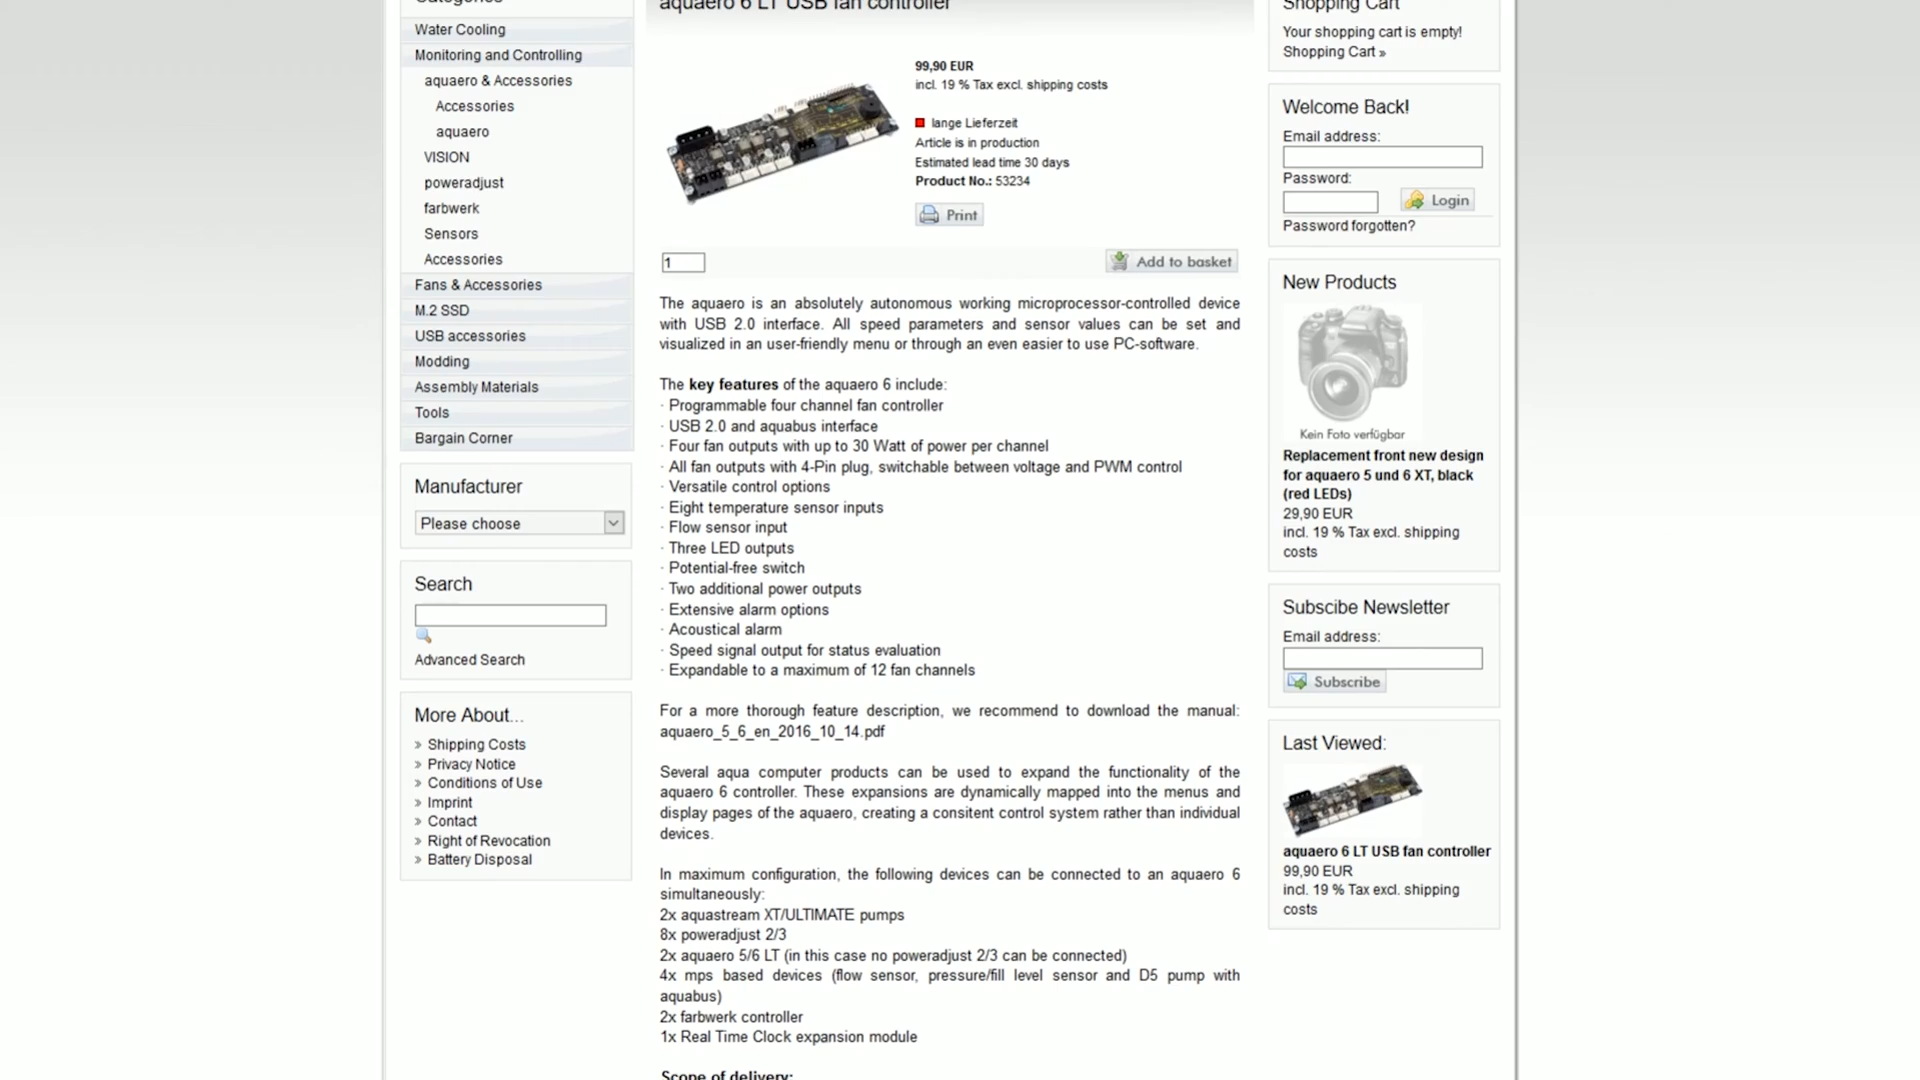 Categories
Water Cooling
Monitoring and Controlling
aquaero & Accessories
Accessories
aquaero
VISION
poweradjust
farbwerk
Sensors
Accessories
Fans & Accessories
M.2 SSD
USB accessories
Modding
Assembly Materials
Tools
Bargain Corner
Manufacturer
Please choose
Search
Advanced Search
More About...
» Shipping Costs
» Privacy Notice
» Conditions of Use
» Imprint
» Contact
» Right of Revocation
» Battery Disposal
aquaero 6 LT USB fan controller
99,90 EUR
incl. 19 % Tax excl. shipping costs
lange Lieferzeit
Article is in production
Estimated lead time 30 days
Product No.: 53234
Print
1
Add to basket
The aquaero is an absolutely autonomous working microprocessor-controlled device
with USB 2.0 interface. All speed parameters and sensor values can be set and
visualized in an user-friendly menu or through an even easier to use PC-software.
The key features of the aquaero 6 include:
· Programmable four channel fan controller
· USB 2.0 and aquabus interface
· Four fan outputs with up to 30 Watt of power per channel
· All fan outputs with 4-Pin plug, switchable between voltage and PWM control
· Versatile control options
· Eight temperature sensor inputs
· Flow sensor input
· Three LED outputs
· Potential-free switch
· Two additional power outputs
· Extensive alarm options
· Acoustical alarm
· Speed signal output for status evaluation
· Expandable to a maximum of 12 fan channels
For a more thorough feature description, we recommend to download the manual:
aquaero_5_6_en_2016_10_14.pdf
Several aqua computer products can be used to expand the functionality of the
aquaero 6 controller. These expansions are dynamically mapped into the menus and
display pages of the aquaero, creating a consitent control system rather than individual
devices.
In maximum configuration, the following devices can be connected to an aquaero 6
simultaneously:
2x aquastream XT/ULTIMATE pumps
8x poweradjust 2/3
2x aquaero 5/6 LT (in this case no poweradjust 2/3 can be connected)
4x mps based devices (flow sensor, pressure/fill level sensor and D5 pump with
aquabus)
2x farbwerk controller
1x Real Time Clock expansion module
Scope of delivery:
Shopping Cart
Your shopping cart is empty!
Shopping Cart »
Welcome Back!
Email address:
Password:
Login
Password forgotten?
New Products
Kein Foto verfügbar
Replacement front new design
for aquaero 5 und 6 XT, black
(red LEDs)
29,90 EUR
incl. 19 % Tax excl. shipping
costs
Subscibe Newsletter
Email address:
Subscribe
Last Viewed:
aquaero 6 LT USB fan controller
99,90 EUR
incl. 19 % Tax excl. shipping
costs